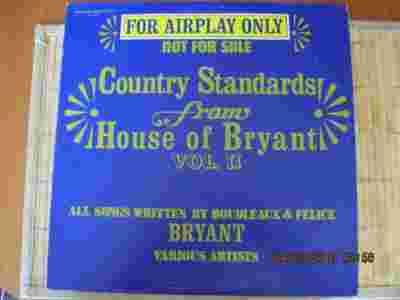 FOR AIRPLAY ONLY
NOT FOR SALE
Country Standards
from
House of Bryant
VOL. II
ALL SONGS WRITTEN BY BOUDLEAUX & FELICE
BRYANT
VARIOUS ARTISTS